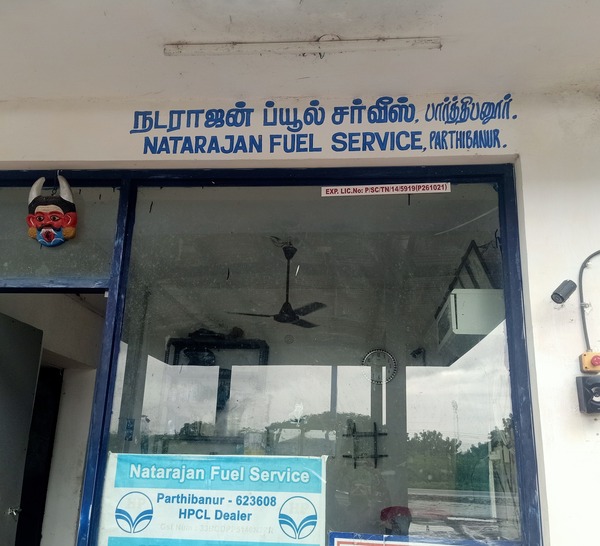 நடராஜன் ப்யூல் சர்வீஸ். பார்த்திபனூர்.
NATARAJAN FUEL SERVICE, PARTHIBANUR.
EXP. LIC.No: P/SC/TN/14/5919(P261021)
Natarajan Fuel Service
Parthibanur - 623608
HPCL Dealer